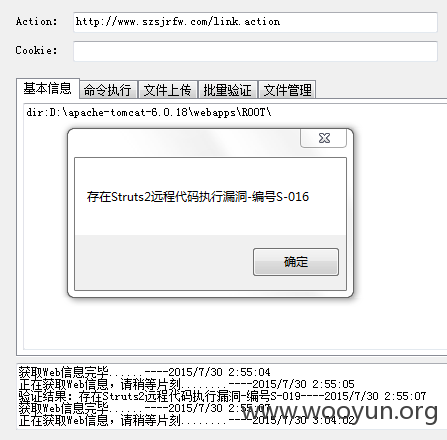 Action: http://www.szsjrfw.com/link.action
Cookie:
基本信息 命令执行 文件上传 批量验证 文件管理
dir:D:\apache-tomcat-6.0.18\webapps\ROOT\
存在Struts2远程代码执行漏洞-编号S-016
确定
获取Web信息完毕......----2015/7/30 2:55:04
正在获取Web信息，请稍等片刻........----2015/7/30 2:55:05
验证结果：存在Struts2远程代码执行漏洞-编号S-019----2015/7/30 2:55:07
获取Web信息完毕......----2015/7/30 2:55:07
正在获取Web信息，请稍等片刻........----2015/7/30 3:04:02
www.wooyun.org